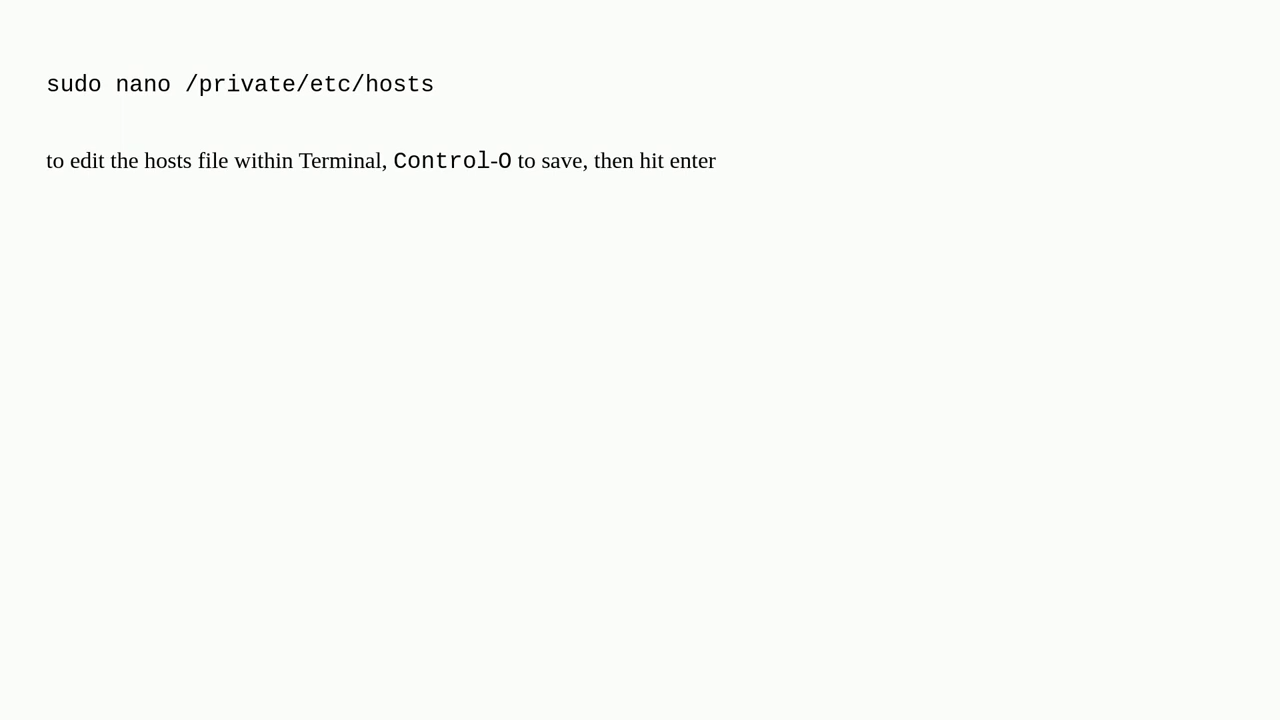 sudo nano /private/etc/hosts
to edit the hosts file within Terminal, Control-O to save, then hit enter